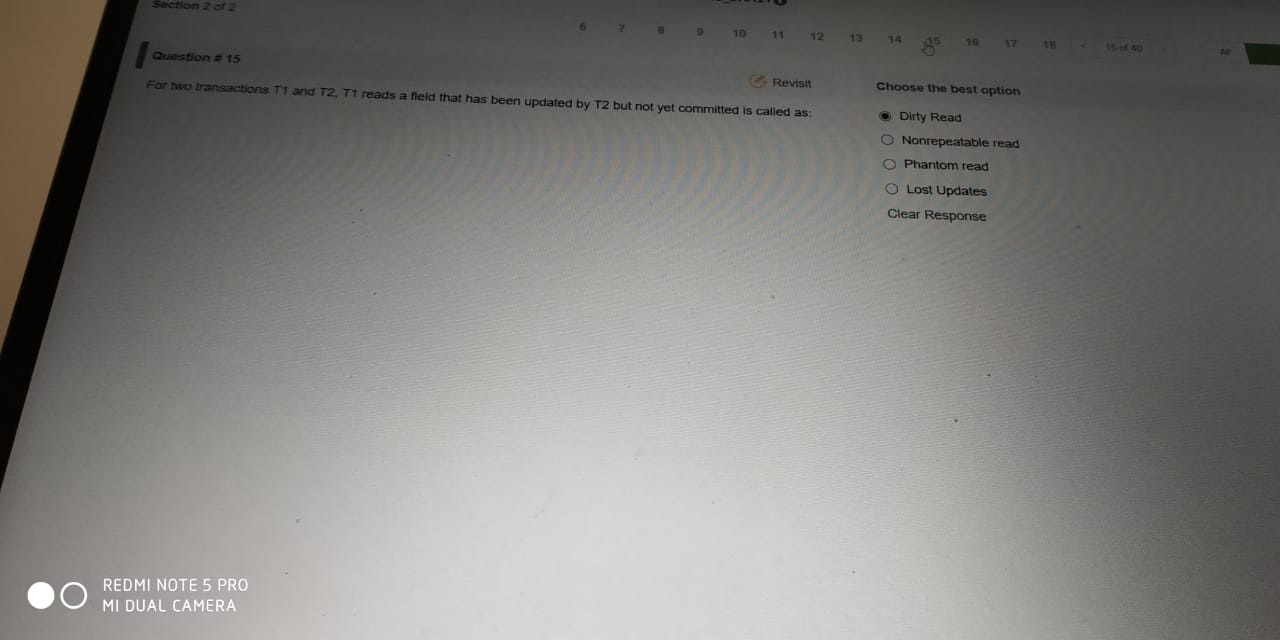 Section 2 of 2
6 7 8 9 10 11 12 13 14 15 16 17 18 < 15 of 40 All
Question # 15
Revisit
For two transactions T1 and T2, T1 reads a field that has been updated by T2 but not yet committed is called as:
Choose the best option
Dirty Read
Nonrepeatable read
Phantom read
Lost Updates
Clear Response
REDMI NOTE 5 PRO
MI DUAL CAMERA